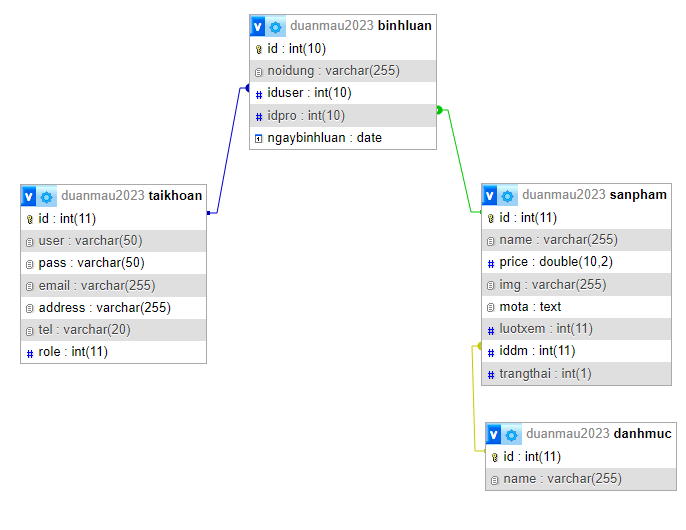 duanmau2023 binhluan
id : int(10)
noidung : varchar(255)
iduser : int(10)
idpro : int(10)
ngaybinhluan : date
duanmau2023 taikhoan
id : int(11)
user : varchar(50)
pass : varchar(50)
email : varchar(255)
address : varchar(255)
tel : varchar(20)
role : int(11)
duanmau2023 sanpham
id : int(11)
name : varchar(255)
price : double(10,2)
img : varchar(255)
mota : text
luotxem : int(11)
iddm : int(11)
trangthai : int(1)
duanmau2023 danhmuc
id : int(11)
name : varchar(255)